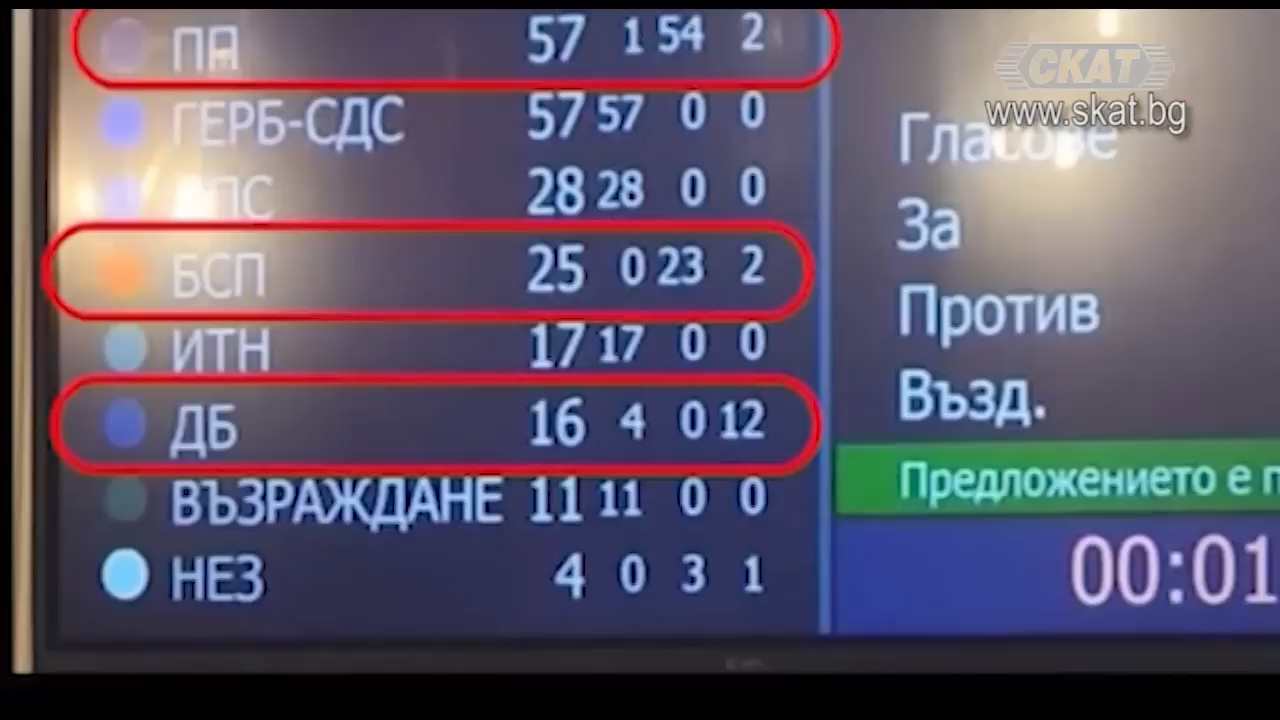 ПП 57 1 54 2
ГЕРБ-СДС 57 57 0 0
ДПС 28 28 0 0
БСП 25 0 23 2
ИТН 17 17 0 0
ДБ 16 4 0 12
ВЪЗРАЖДАНЕ 11 11 0 0
НЕЗ 4 0 3 1
СКАТ
www.skat.bg
Гласове
За
Против
Възд.
Предложението е
00:01